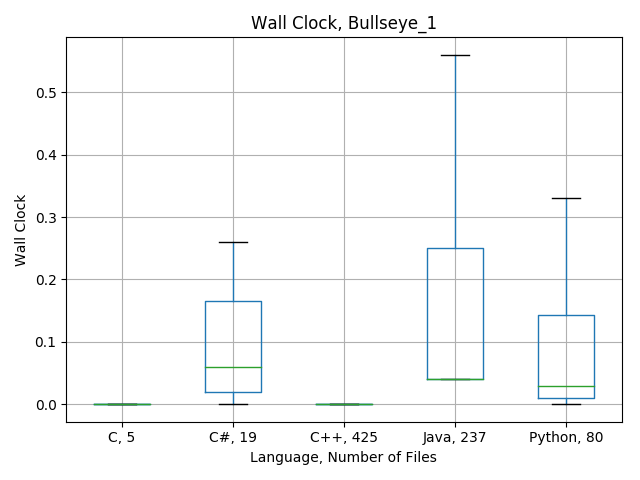 Wall Clock, Bullseye_1
Wall Clock
0.5
0.4
0.3
0.2
0.1
0.0
C, 5
C#, 19
C++, 425
Java, 237
Python, 80
Language, Number of Files